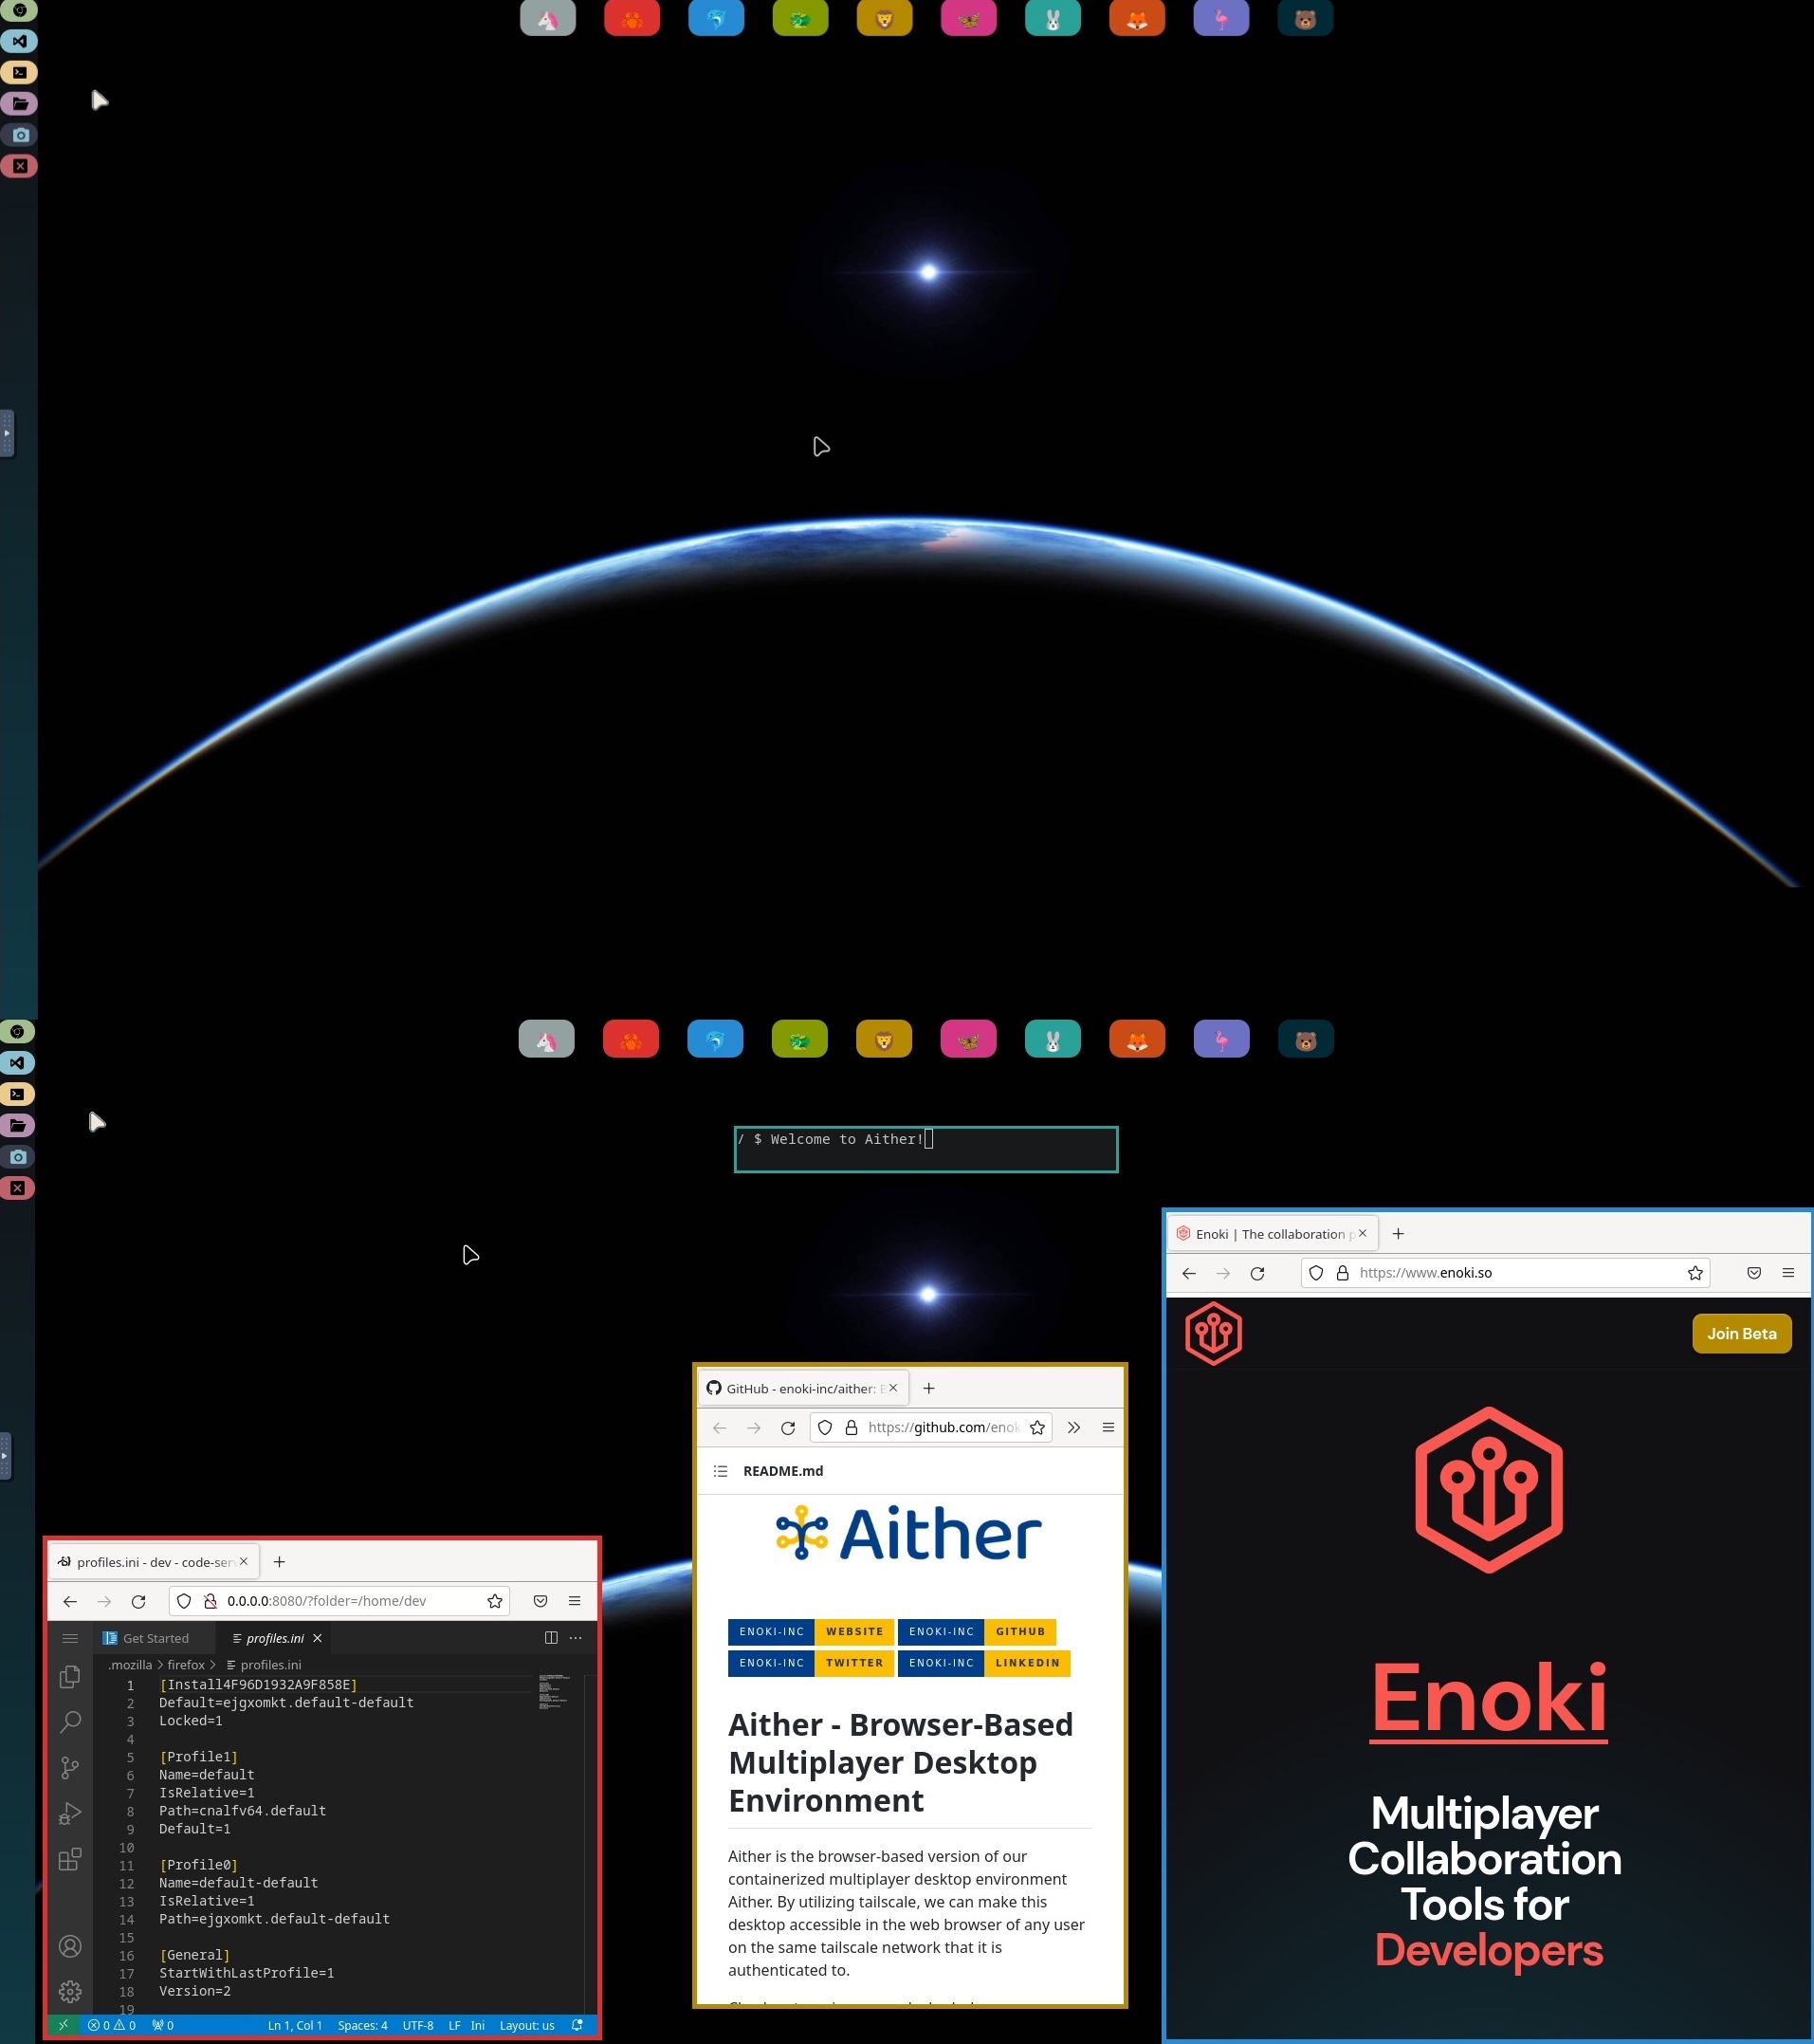 / $ Welcome to Aither!
Enoki | The collaboration p
https://www.enoki.so
Join Beta
Enoki
Multiplayer
Collaboration
Tools for
Developers
GitHub - enoki-inc/aither: B
https://github.com/enok
README.md
Aither
ENOKI-INC WEBSITE ENOKI-INC GITHUB
ENOKI-INC TWITTER ENOKI-INC LINKEDIN
Aither - Browser-Based
Multiplayer Desktop
Environment
Aither is the browser-based version of our
containerized multiplayer desktop environment
Aither. By utilizing tailscale, we can make this
desktop accessible in the web browser of any user
on the same tailscale network that it is
authenticated to.
profiles.ini - dev - code-serv
0.0.0.0:8080/?folder=/home/dev
Get Started profiles.ini
.mozilla > firefox > profiles.ini
1 [Install4F96D1932A9F858E]
2 Default=ejgxomkt.default-default
3 Locked=1
4
5 [Profile1]
6 Name=default
7 IsRelative=1
8 Path=cnalfv64.default
9 Default=1
10
11 [Profile0]
12 Name=default-default
13 IsRelative=1
14 Path=ejgxomkt.default-default
15
16 [General]
17 StartWithLastProfile=1
18 Version=2
19
0 0 0 Ln 1, Col 1 Spaces: 4 UTF-8 LF Ini Layout: us